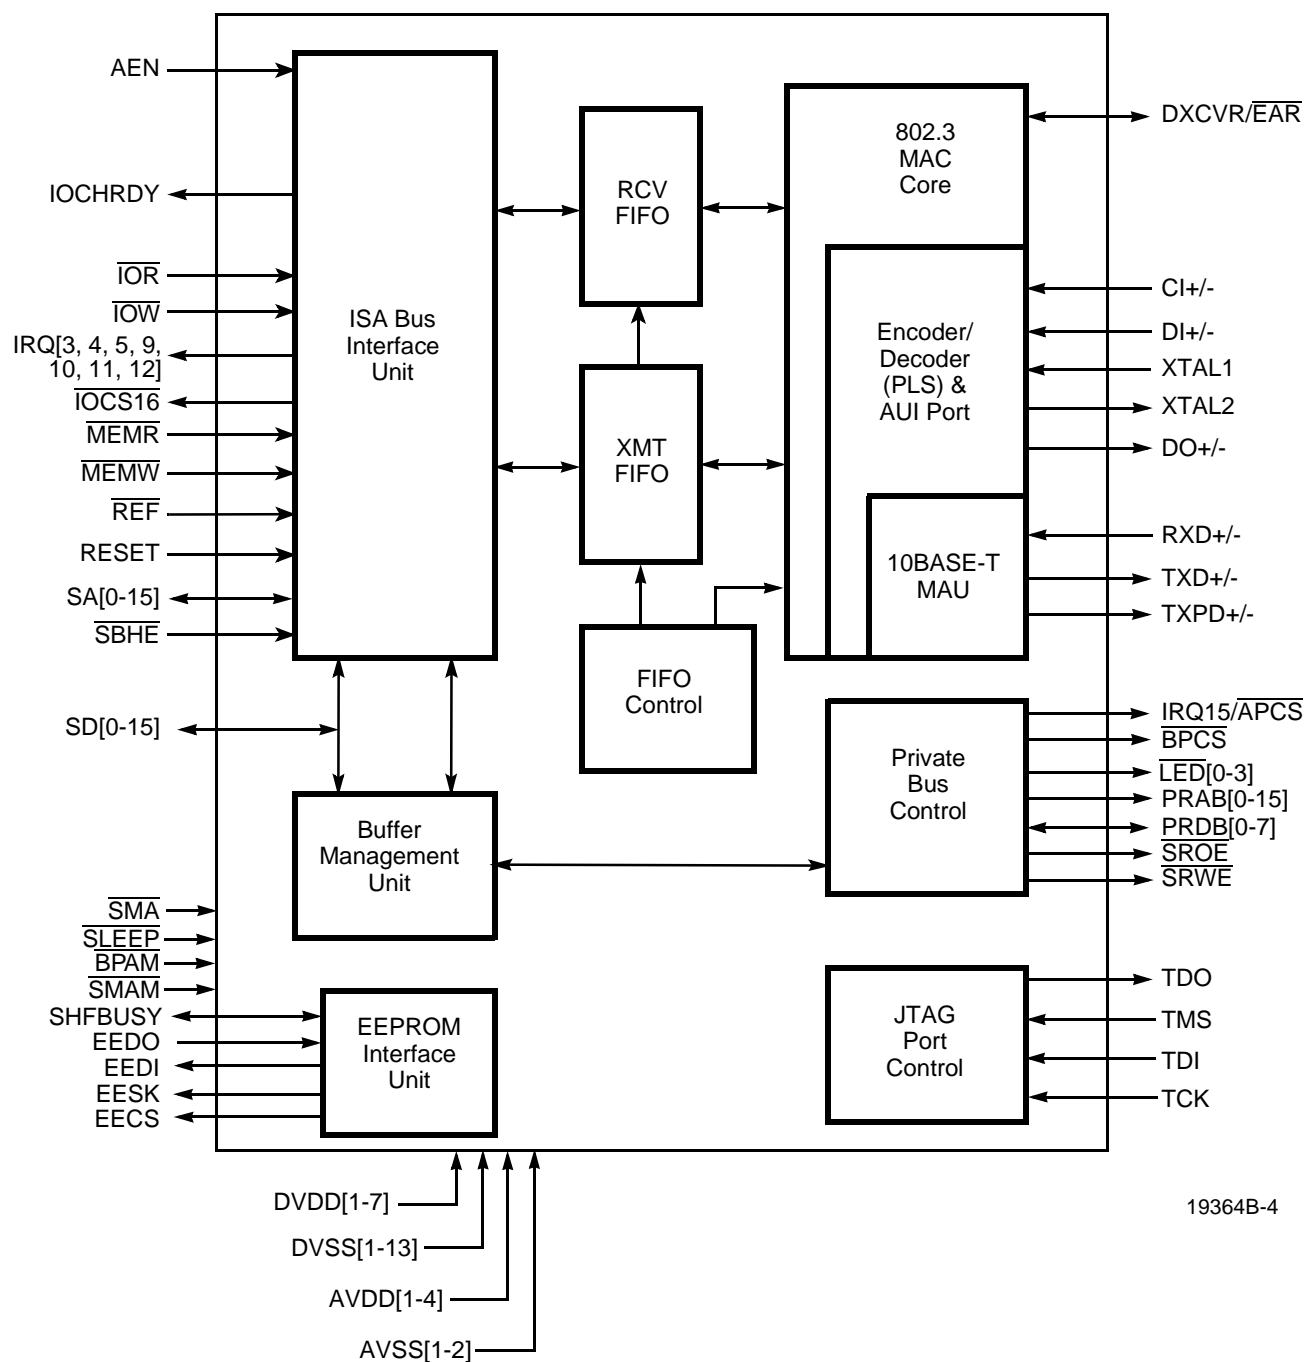 AEN
IOCHRDY
IOR
IOW
IRQ[3, 4, 5, 9,
10, 11, 12]
IOCS16
MEMR
MEMW
REF
RESET
SA[0-15]
SBHE
SD[0-15]
SMA
SLEEP
BPAM
SMAM
SHFBUSY
EEDO
EEDI
EESK
EECS
ISA Bus
Interface
Unit
Buffer
Management
Unit
EEPROM
Interface
Unit
RCV
FIFO
XMT
FIFO
FIFO
Control
802.3
MAC
Core
Encoder/
Decoder
(PLS) &
AUI Port
10BASE-T
MAU
Private
Bus
Control
JTAG
Port
Control
DXCVR/EAR
CI+/-
DI+/-
XTAL1
XTAL2
DO+/-
RXD+/-
TXD+/-
TXPD+/-
IRQ15/APCS
BPCS
LED[0-3]
PRAB[0-15]
PRDB[0-7]
SROE
SRWE
TDO
TMS
TDI
TCK
DVDD[1-7]
DVSS[1-13]
AVDD[1-4]
AVSS[1-2]
19364B-4